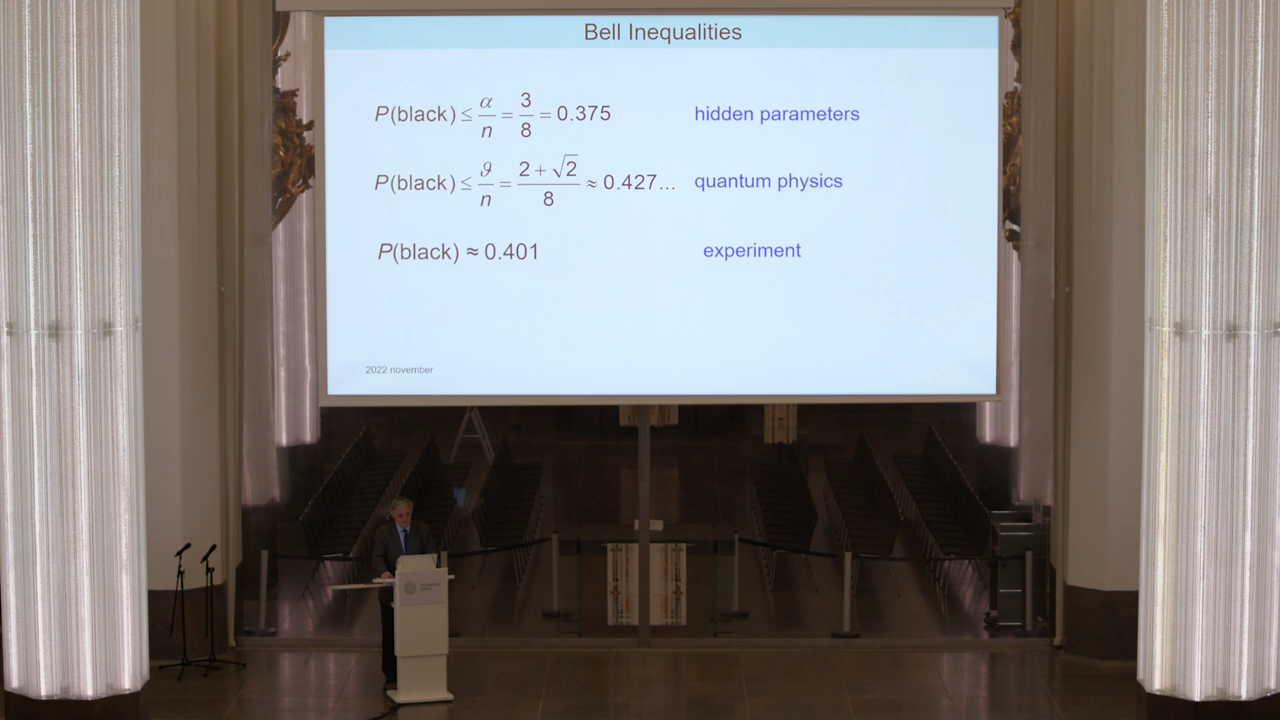 Bell Inequalities
P(black) ≤ α/n = 3/8 = 0.375 hidden parameters
P(black) ≤ ϑ/n = (2 + √2)/8 ≈ 0.427... quantum physics
P(black) ≈ 0.401 experiment
2022 november